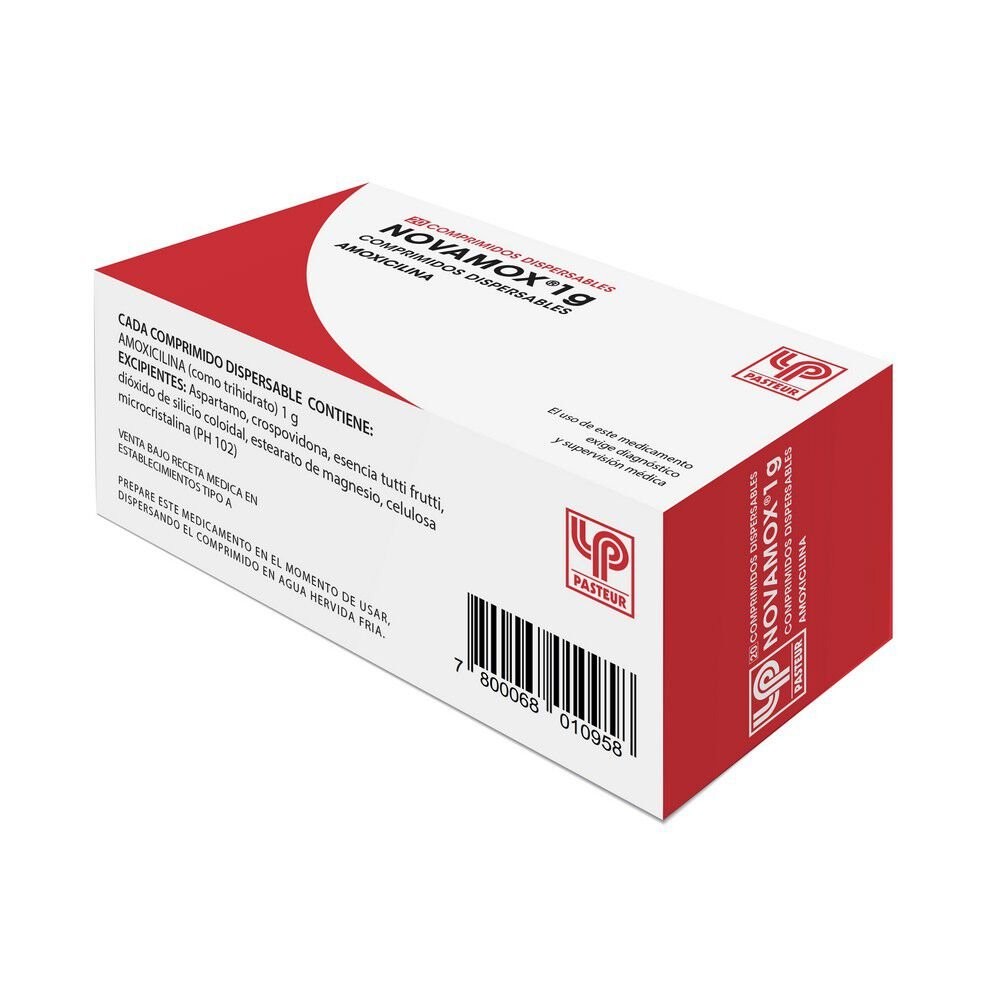 20 COMPRIMIDOS DISPERSABLES
NOVAMOX® 1g
COMPRIMIDOS DISPERSABLES
AMOXICILINA
LP
PASTEUR
El uso de este medicamento
exige diagnóstico
y supervisión médica
CADA COMPRIMIDO DISPERSABLE CONTIENE:
AMOXICILINA (como trihidrato) 1 g
EXCIPIENTES: Aspartamo, crospovidona, esencia tutti frutti,
dióxido de silicio coloidal, estearato de magnesio, celulosa
microcristalina (PH 102)
VENTA BAJO RECETA MEDICA EN
ESTABLECIMIENTOS TIPO A
PREPARE ESTE MEDICAMENTO EN EL MOMENTO DE USAR,
DISPERSANDO EL COMPRIMIDO EN AGUA HERVIDA FRIA.
LP
PASTEUR
7 800068 010958
20 COMPRIMIDOS DISPERSABLES
NOVAMOX® 1 g
COMPRIMIDOS DISPERSABLES
AMOXICILINA
LP
PASTEUR